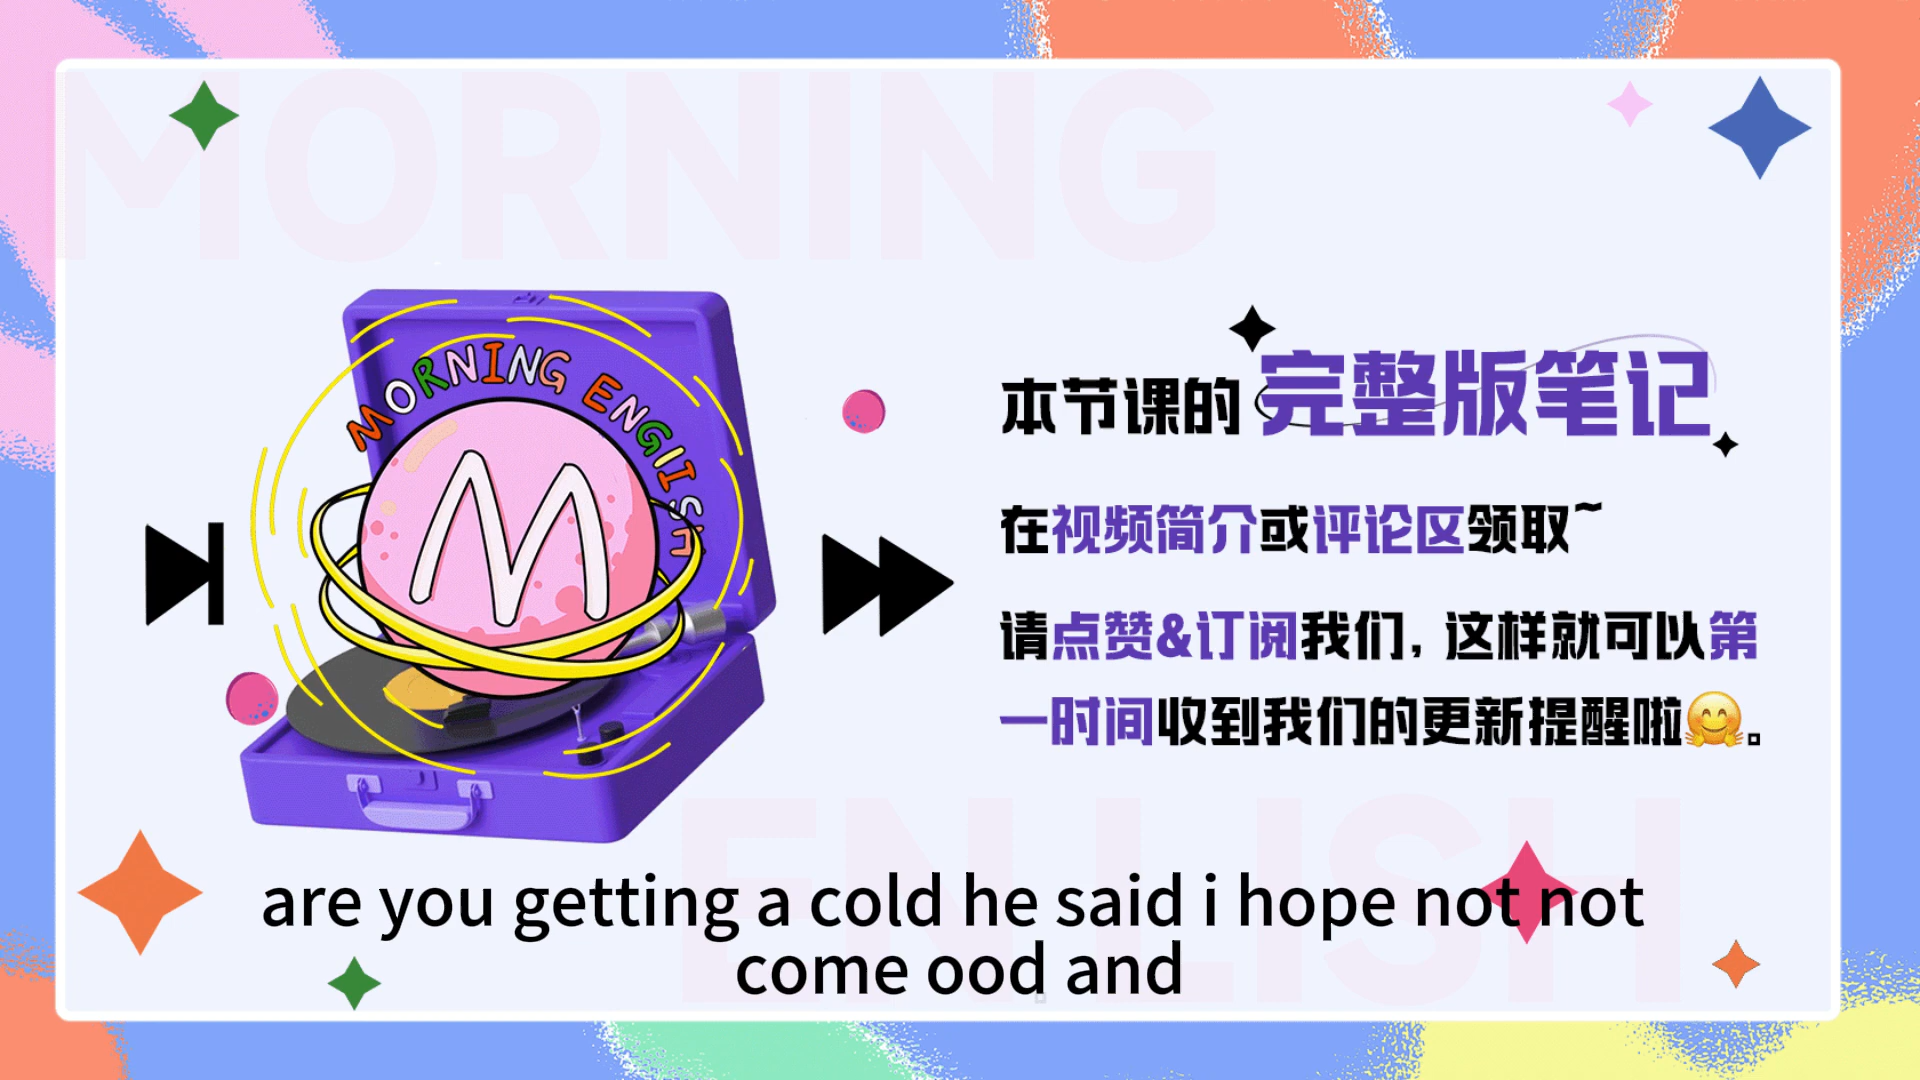 MORNING
MORNING ENGLISH
M
本节课的完整版笔记
在视频简介或评论区领取~
请点赞&订阅我们,这样就可以第
一时间收到我们的更新提醒啦🤗。
ENLISH
are you getting a cold he said i hope not not
come ood and